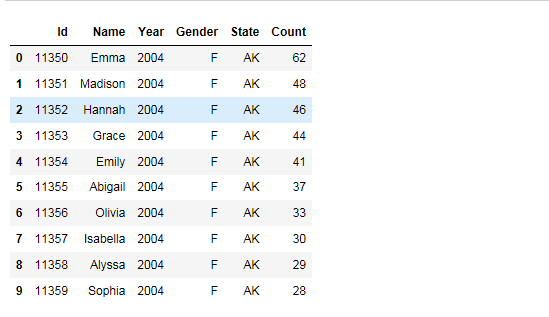 Id Name Year Gender State Count
0 11350 Emma 2004 F AK 62
1 11351 Madison 2004 F AK 48
2 11352 Hannah 2004 F AK 46
3 11353 Grace 2004 F AK 44
4 11354 Emily 2004 F AK 41
5 11355 Abigail 2004 F AK 37
6 11356 Olivia 2004 F AK 33
7 11357 Isabella 2004 F AK 30
8 11358 Alyssa 2004 F AK 29
9 11359 Sophia 2004 F AK 28